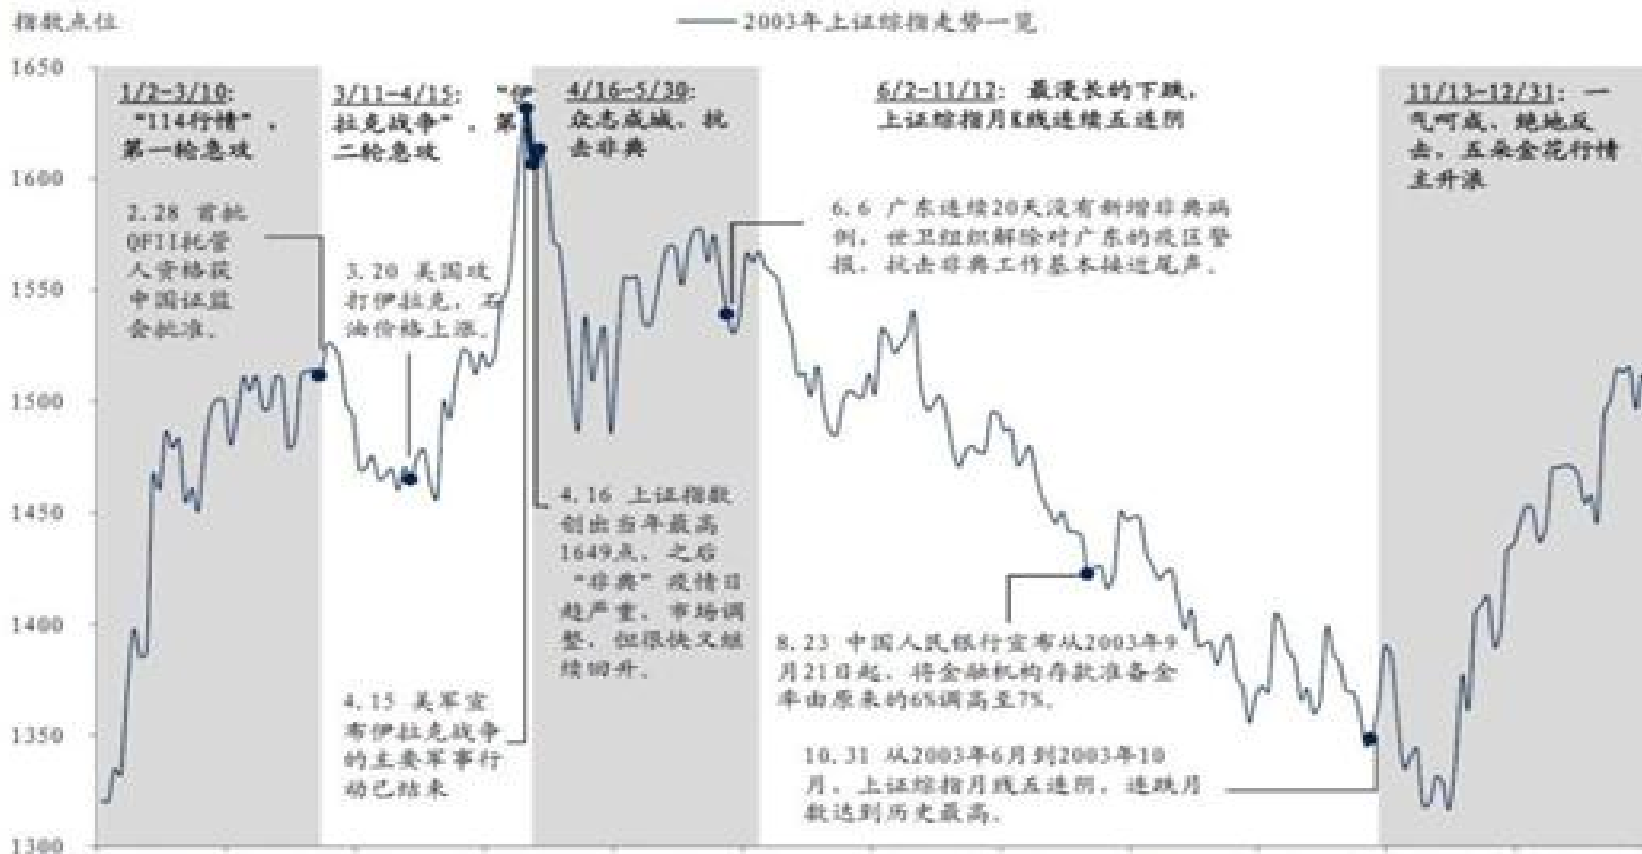 指数点位
2003年上证综指走势一览
1650
1600
1550
1500
1450
1400
1350
1300
1/2-3/10:
“114行情”，
第一轮急攻
3/11-4/15: “伊
拉克战争”，第
二轮急攻
4/16-5/30:
众志成城、抗
击非典
6/2-11/12: 最漫长的下跌，
上证综指月K线连续五连阴
11/13-12/31: 一
气呵成、绝地反
击，五朵金花行情
主升浪
2.28 首批
QFII托管
人资格获
中国证监
会批准。
3.20 美国攻
打伊拉克，石
油价格上涨。
4.15 美军宣
布伊拉克战争
的主要军事行
动已结束
4.16 上证指数
创出当年最高
1649点，之后
“非典”疫情日
趋严重，市场调
整，但很快又继
续回升。
6.6 广东连续20天没有新增非典病
例，世卫组织解除对广东的疫区警
报，抗击非典工作基本接近尾声。
8.23 中国人民银行宣布从2003年9
月21日起，将金融机构存款准备金
率由原来的6%调高至7%。
10.31 从2003年6月到2003年10
月，上证综指月线五连阴，连跌月
数达到历史最高。